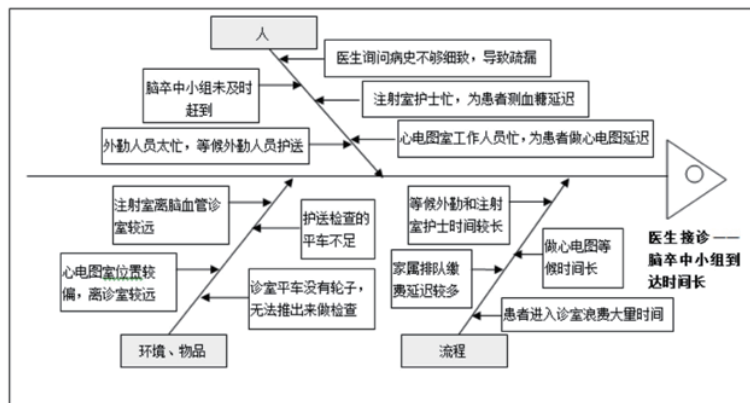 人
医生询问病史不够细致，导致疏漏
脑卒中小组未及时
赶到
注射室护士忙，为患者测血糖延迟
外勤人员太忙，等候外勤人员护送
心电图室工作人员忙，为患者做心电图延迟
注射室离脑血管诊
室较远
护送检查的
平车不足
心电图室位置较
偏，离诊室较远
诊室平车没有轮子，
无法推出来做检查
环境、物品
等候外勤和注射
室护士时间较长
做心电图等
候时间长
家属排队缴
费延迟较多
患者进入诊室浪费大量时间
流程
医生接诊——
脑卒中小组到
达时间长